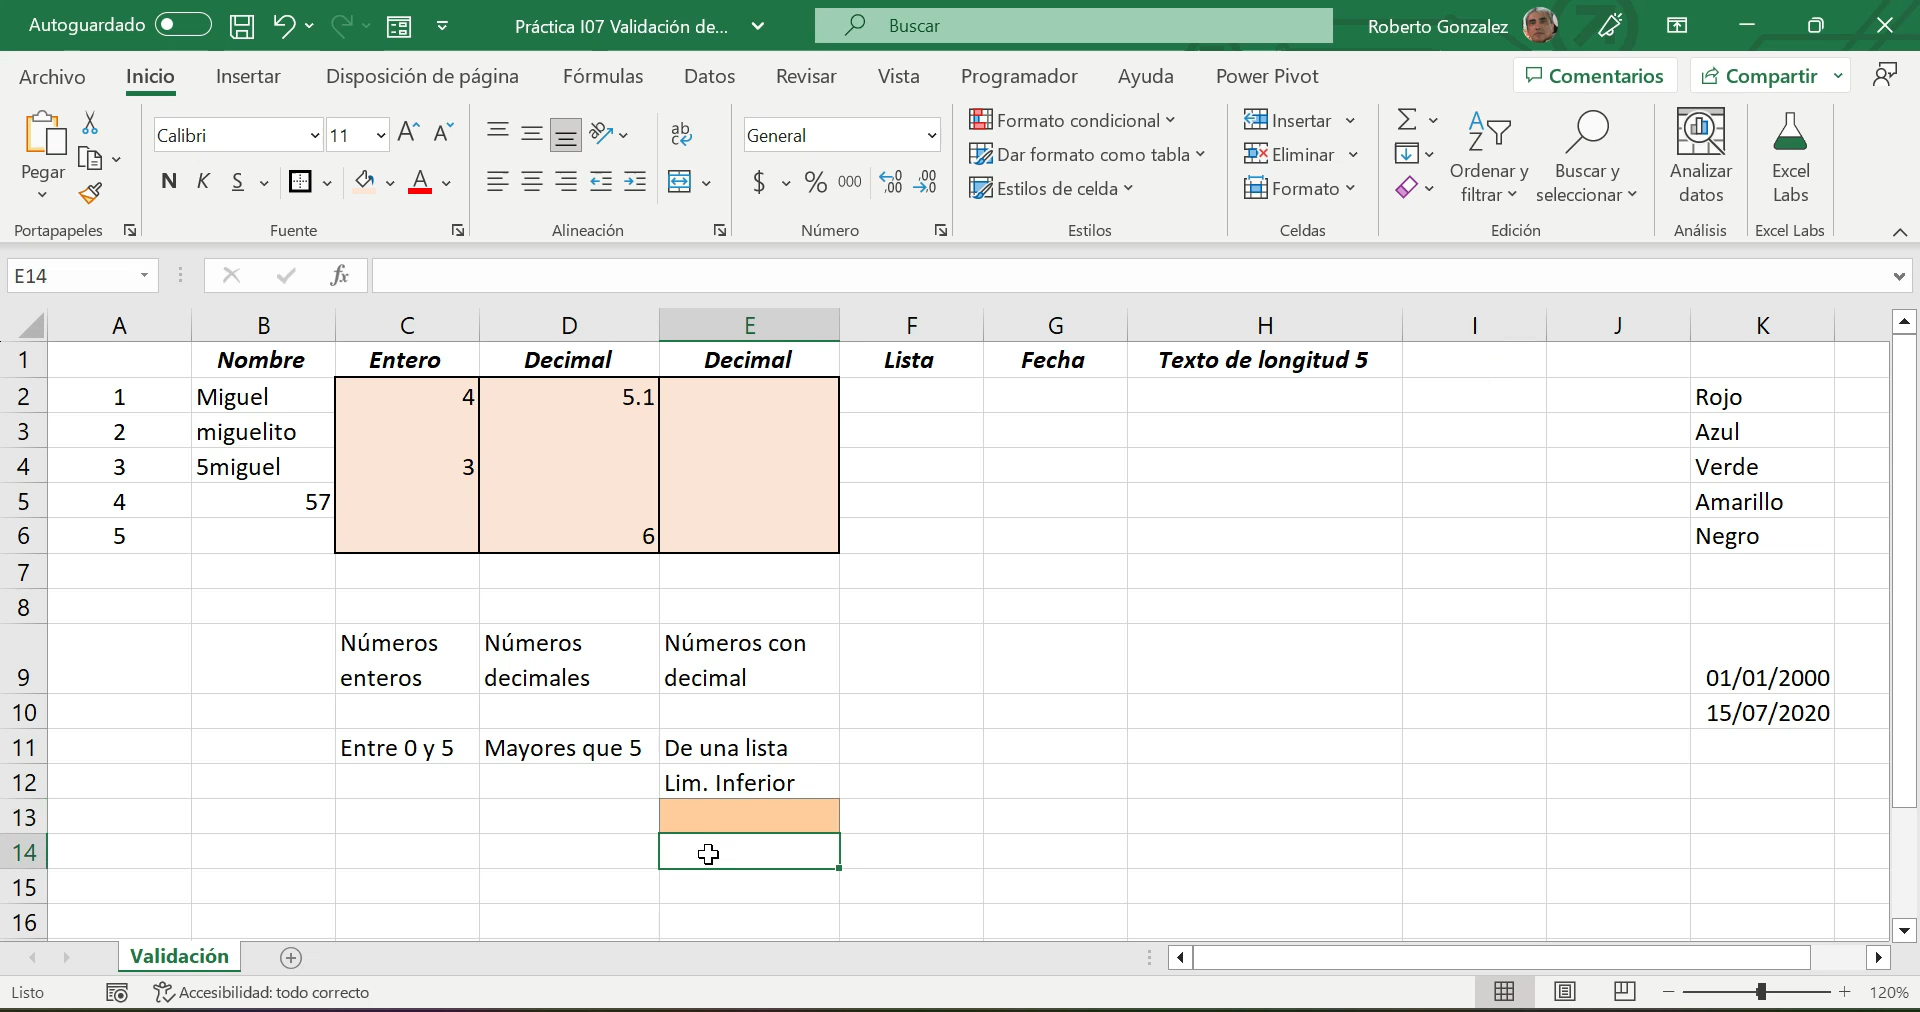 Autoguardado
Práctica I07 Validación de...
Buscar
Roberto Gonzalez
Archivo Inicio Insertar Disposición de página Fórmulas Datos Revisar Vista Programador Ayuda Power Pivot Comentarios Compartir
Pegar
Portapapeles
Calibri 11
N K S
Fuente
ab
Alineación
General
$ % 000
Número
Formato condicional
Dar formato como tabla
Estilos de celda
Estilos
Insertar
Eliminar
Formato
Celdas
Ordenar y
filtrar
Buscar y
seleccionar
Edición
Analizar
datos
Análisis
Excel
Labs
Excel Labs
E14 fx
A B C D E F G H I J K
1 Nombre Entero Decimal Decimal Lista Fecha Texto de longitud 5
2 1 Miguel 4 5.1 Rojo
3 2 miguelito Azul
4 3 5miguel 3 Verde
5 4 57 Amarillo
6 5 6 Negro
7
8
Números Números Números con
9 enteros decimales decimal 01/01/2000
10 15/07/2020
11 Entre 0 y 5 Mayores que 5 De una lista
12 Lim. Inferior
13
14
15
16
Validación
Listo Accesibilidad: todo correcto 120%